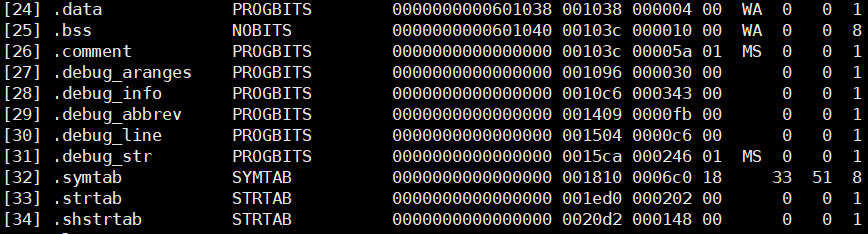 [24] .data PROGBITS 0000000000601038 001038 000004 00 WA 0 0 1
[25] .bss NOBITS 0000000000601040 00103c 000010 00 WA 0 0 8
[26] .comment PROGBITS 0000000000000000 00103c 00005a 01 MS 0 0 1
[27] .debug_aranges PROGBITS 0000000000000000 001096 000030 00 0 0 1
[28] .debug_info PROGBITS 0000000000000000 0010c6 000343 00 0 0 1
[29] .debug_abbrev PROGBITS 0000000000000000 001409 0000fb 00 0 0 1
[30] .debug_line PROGBITS 0000000000000000 001504 0000c6 00 0 0 1
[31] .debug_str PROGBITS 0000000000000000 0015ca 000246 01 MS 0 0 1
[32] .symtab SYMTAB 0000000000000000 001810 0006c0 18 33 51 8
[33] .strtab STRTAB 0000000000000000 001ed0 000202 00 0 0 1
[34] .shstrtab STRTAB 0000000000000000 0020d2 000148 00 0 0 1